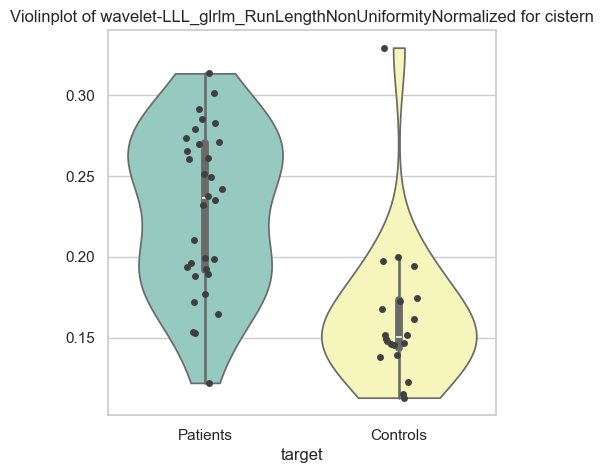 Violinplot of wavelet-LLL_glrlm_RunLengthNonUniformityNormalized for cistern
0.30
0.25
0.20
0.15
Patients
Controls
target